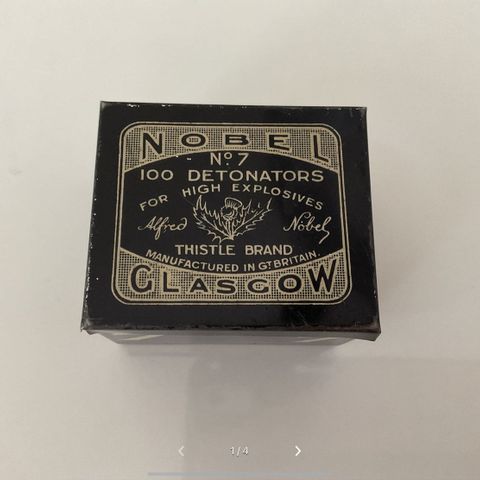 NOBEL
Nº 7
100 DETONATORS
FOR HIGH EXPLOSIVES
Alfred Nobel
THISTLE BRAND
MANUFACTURED IN GT BRITAIN.
GLASGOW
1/4